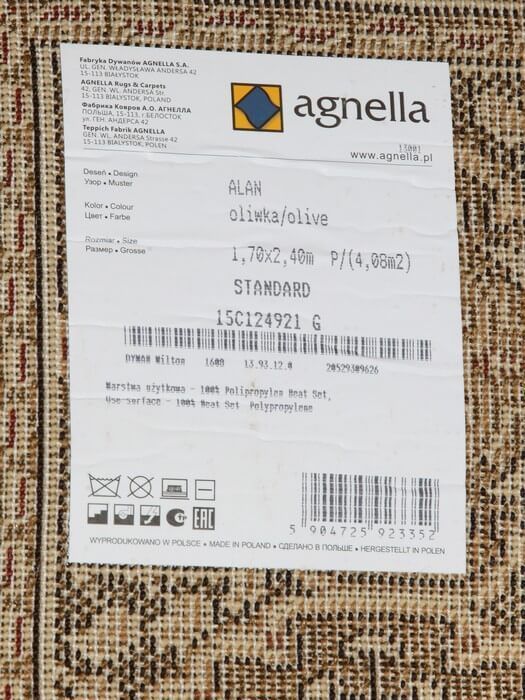 Fabryka Dywanów AGNELLA S.A.
UL. GEN. WŁADYSŁAWA ANDERSA 42
15-113 BIAŁYSTOK
AGNELLA Rugs & Carpets
42, GEN. WL. ANDERSA Str.
15-113 BIALYSTOK, POLAND
Фабрика Ковров А.О. АГНЕЛЛА
ПОЛЬША, 15-113, г.БЕЛОСТОК
ул. ГЕН. АНДЕРСА 42
Teppich Fabrik AGNELLA
GEN. WL. ANDERSA Strasse 42
15-113 BIALYSTOK, POLEN
agnella
13001
www.agnella.pl
Deseń • Design
Узор • Muster
ALAN
Kolor • Colour
Цвет • Farbe
oliwka/olive
Rozmiar • Size
Размер • Grosse
1,70x2,40m P/(4,08m2)
STANDARD
15C124921 G
DYWAN Wilton 1608 13.93.12.0 20529309626
Warstwa użytkowa - 100% Polipropylen Heat Set,
Use surface - 100% Heat Set Polypropylene
EAC
5 904725 923352
WYPRODUKOWANO W POLSCE • MADE IN POLAND • СДЕЛАНО В ПОЛЬШЕ • HERGESTELLT IN POLEN